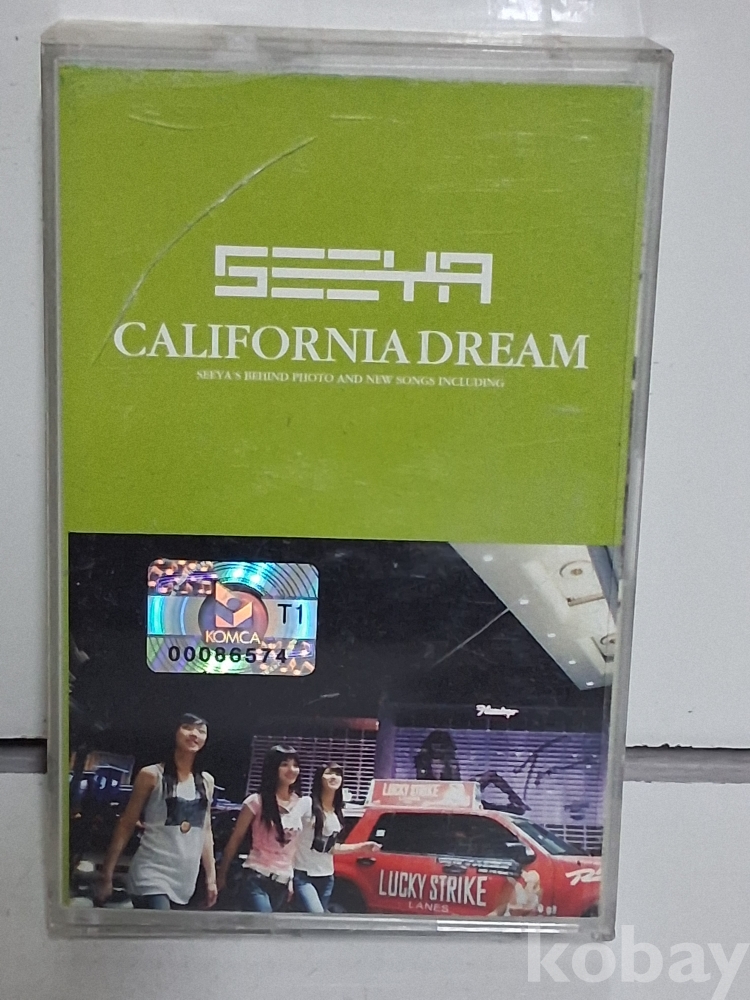 SEEYA
CALIFORNIA DREAM
SEEYA'S BEHIND PHOTO AND NEW SONGS INCLUDING
T1
KOMCA
00086574
Flamingo
LUCKY STRIKE
LUCKY STRIKE
LANES
kobay